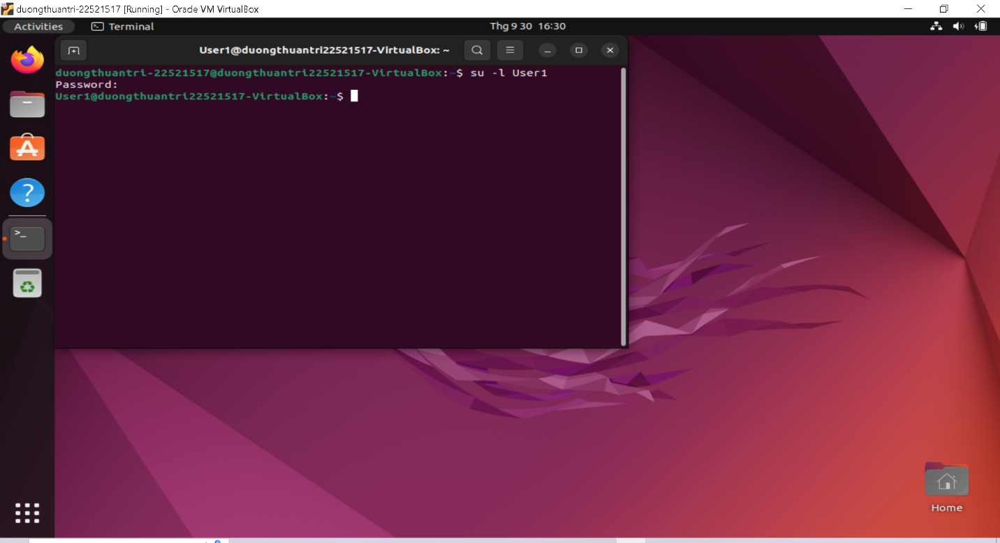 duongthuantri-22521517 [Running] - Oracle VM VirtualBox
Activities Terminal Thg 9 30 16:30
User1@duongthuantri22521517-VirtualBox: ~
duongthuantri-22521517@duongthuantri22521517-VirtualBox:~$ su -l User1
Password:
User1@duongthuantri22521517-VirtualBox:~$
Home